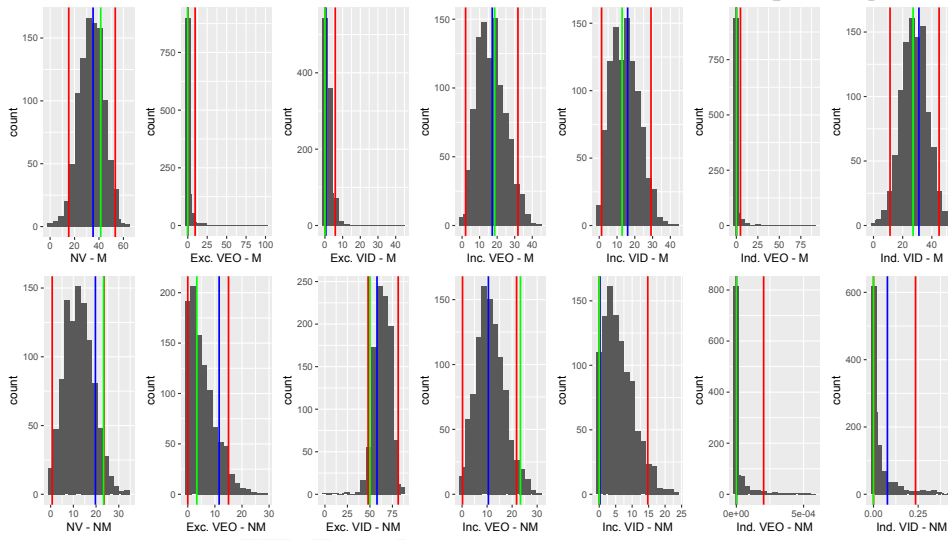 150
100
50
0
count
0 20 40 60
NV - M
750
500
250
0
count
0 25 50 75 100
Exc. VEO - M
400
200
0
count
0 10 20 30 40
Exc. VID - M
150
100
50
0
count
0 10 20 30 40
Inc. VEO - M
150
100
50
0
count
0 10 20 30 40
Inc. VID - M
750
500
250
0
count
0 25 50 75
Ind. VEO - M
150
100
50
0
count
0 20 40
Ind. VID - M
150
100
50
0
count
0 10 20 30
NV - NM
200
150
100
50
0
count
0 10 20 30
Exc. VEO - NM
250
200
150
100
50
0
count
0 25 50 75
Exc. VID - NM
150
100
50
0
count
0 10 20 30
Inc. VEO - NM
150
100
50
0
count
0 5 10 15 20 25
Inc. VID - NM
800
600
400
200
0
count
0e+00 5e-04
Ind. VEO - NM
600
400
200
0
count
0.00 0.25
Ind. VID - NM